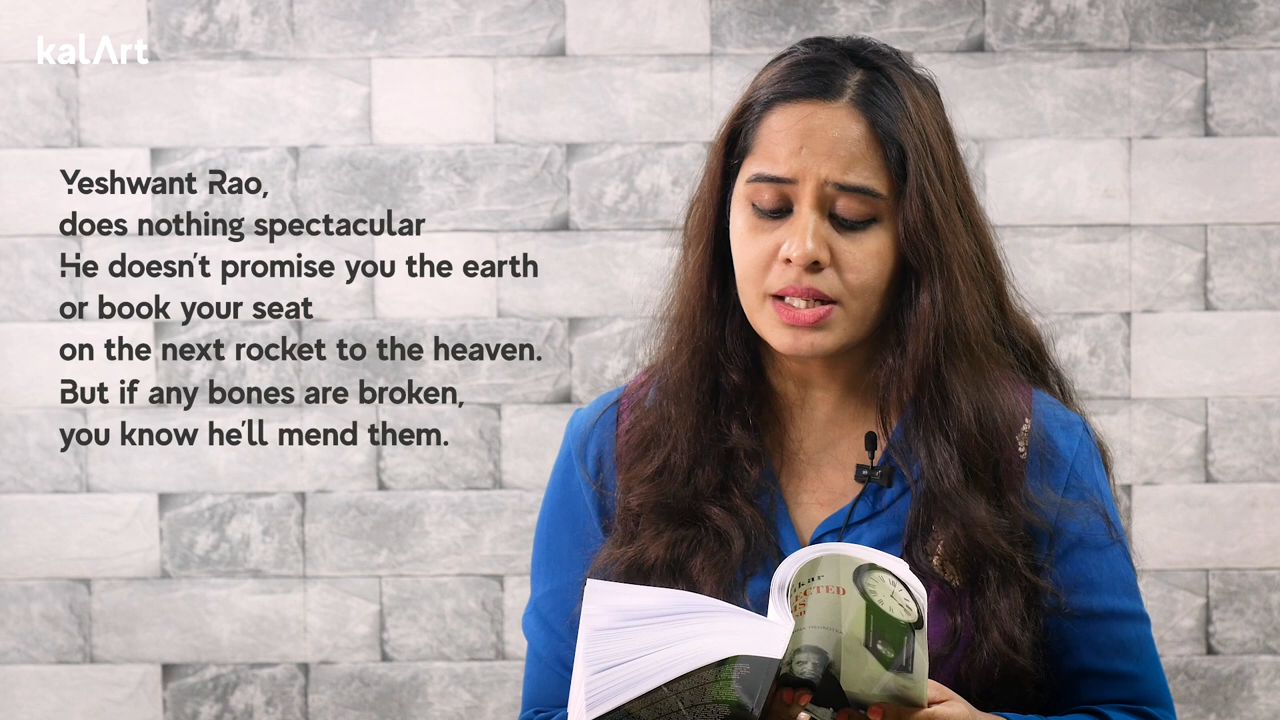 kalArt
Yeshwant Rao,
does nothing spectacular
He doesn't promise you the earth
or book your seat
on the next rocket to the heaven.
But if any bones are broken,
you know he'll mend them.